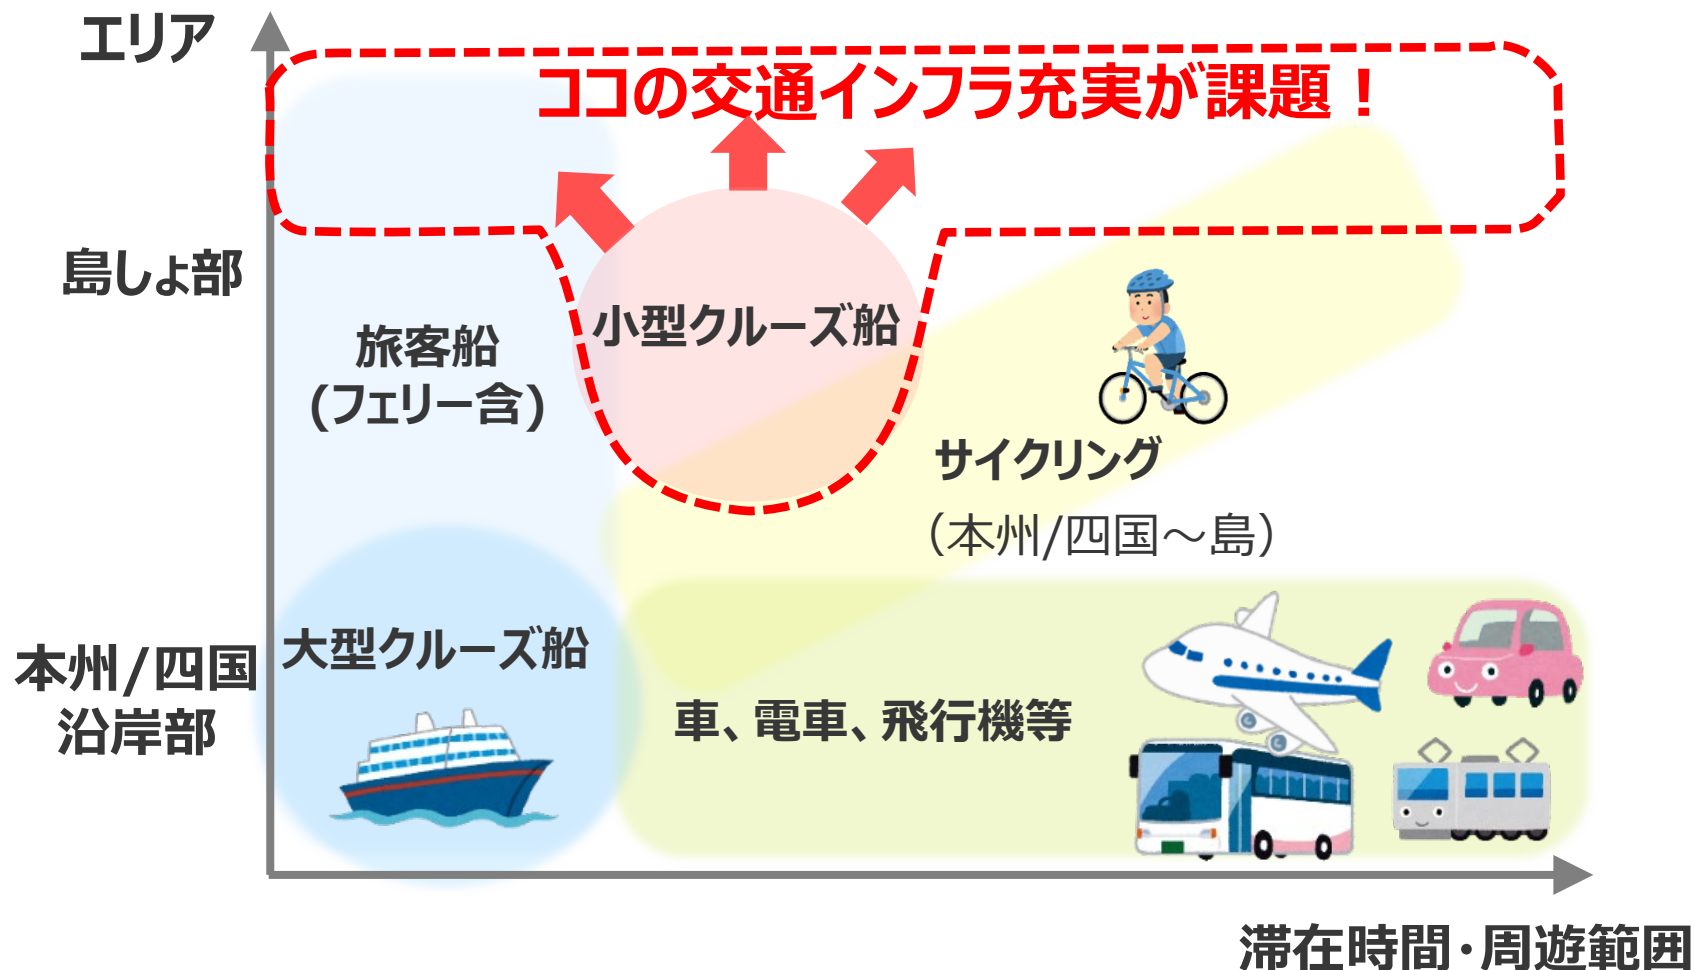 エリア
ココの交通インフラ充実が課題！
島しょ部
旅客船
(フェリー含)
小型クルーズ船
サイクリング
（本州/四国～島）
本州/四国
沿岸部
大型クルーズ船
車、電車、飛行機等
滞在時間・周遊範囲